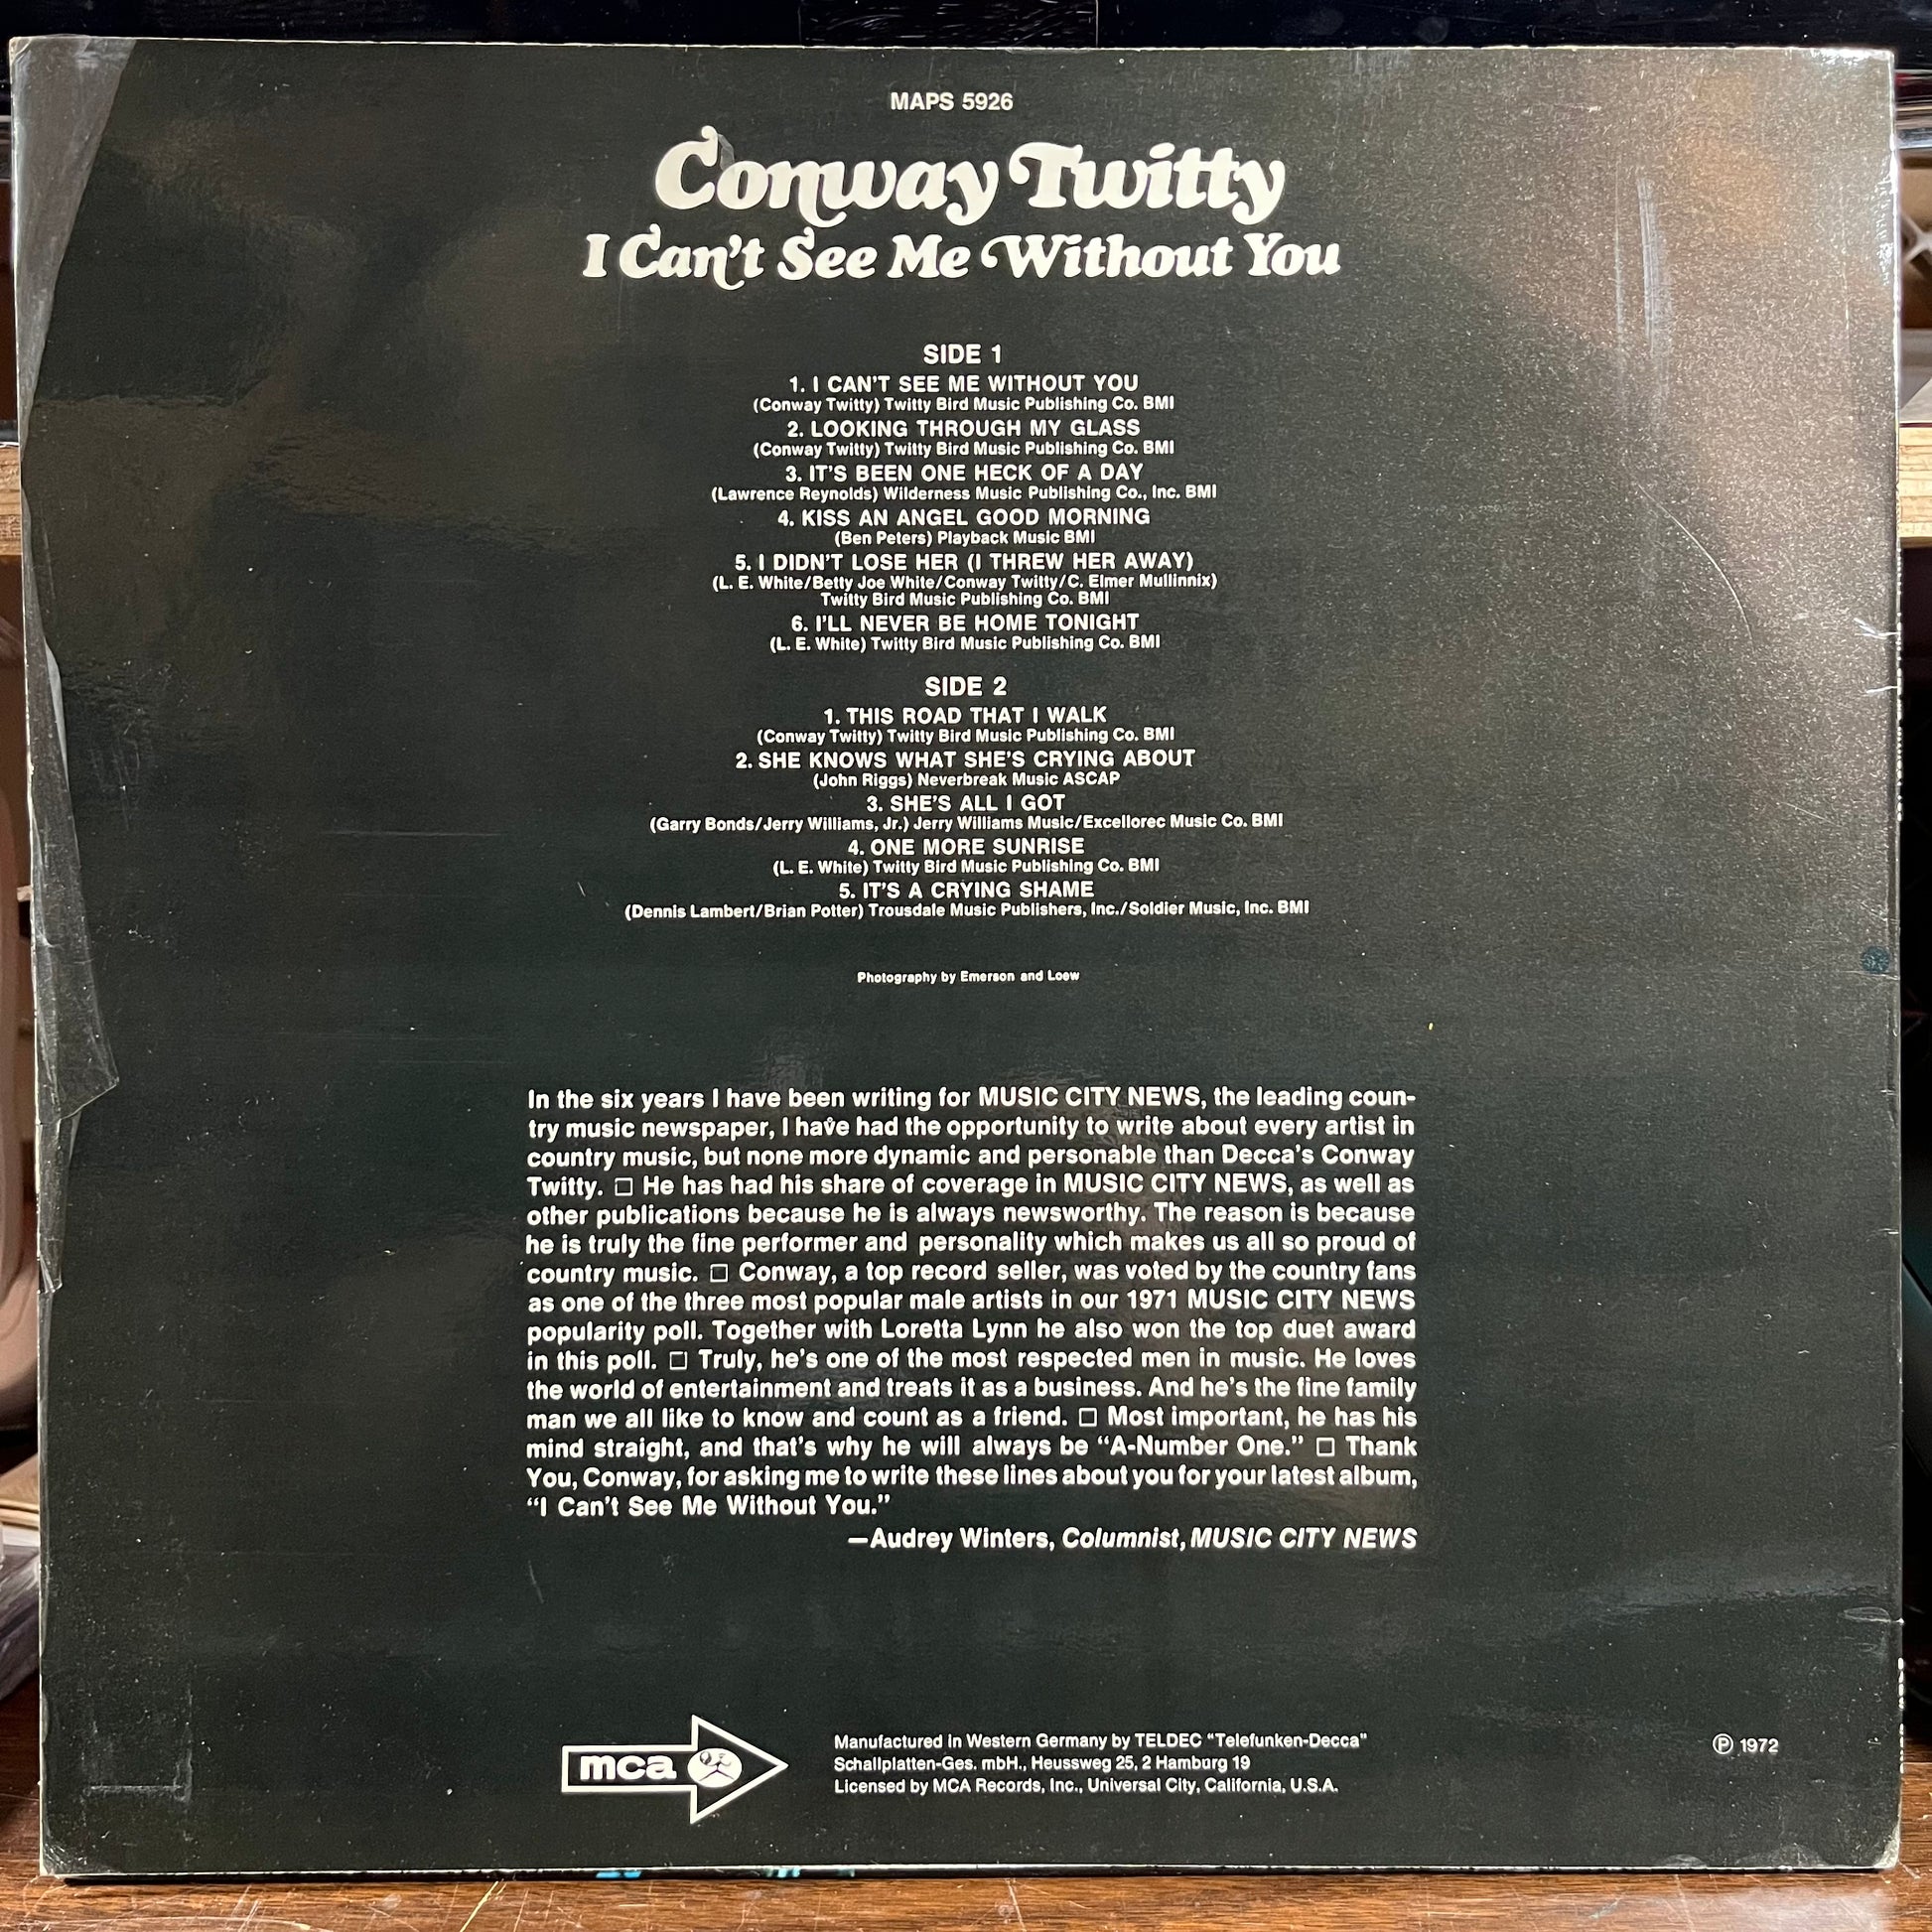 MAPS 5926
Conway Twitty
I Can't See Me Without You
SIDE 1
1. I CAN'T SEE ME WITHOUT YOU
(Conway Twitty) Twitty Bird Music Publishing Co. BMI
2. LOOKING THROUGH MY GLASS
(Conway Twitty) Twitty Bird Music Publishing Co. BMI
3. IT'S BEEN ONE HECK OF A DAY
(Lawrence Reynolds) Wilderness Music Publishing Co., Inc. BMI
4. KISS AN ANGEL GOOD MORNING
(Ben Peters) Playback Music BMI
5. I DIDN'T LOSE HER (I THREW HER AWAY)
(L. E. White/Betty Joe White/Conway Twitty/C. Elmer Mullinnix)
Twitty Bird Music Publishing Co. BMI
6. I'LL NEVER BE HOME TONIGHT
(L. E. White) Twitty Bird Music Publishing Co. BMI
SIDE 2
1. THIS ROAD THAT I WALK
(Conway Twitty) Twitty Bird Music Publishing Co. BMI
2. SHE KNOWS WHAT SHE'S CRYING ABOUT
(John Riggs) Neverbreak Music ASCAP
3. SHE'S ALL I GOT
(Garry Bonds/Jerry Williams, Jr.) Jerry Williams Music/Excellorec Music Co. BMI
4. ONE MORE SUNRISE
(L. E. White) Twitty Bird Music Publishing Co. BMI
5. IT'S A CRYING SHAME
(Dennis Lambert/Brian Potter) Trousdale Music Publishers, Inc./Soldier Music, Inc. BMI
Photography by Emerson and Loew
In the six years I have been writing for MUSIC CITY NEWS, the leading coun-
try music newspaper, I have had the opportunity to write about every artist in
country music, but none more dynamic and personable than Decca's Conway
Twitty. □ He has had his share of coverage in MUSIC CITY NEWS, as well as
other publications because he is always newsworthy. The reason is because
he is truly the fine performer and personality which makes us all so proud of
country music. □ Conway, a top record seller, was voted by the country fans
as one of the three most popular male artists in our 1971 MUSIC CITY NEWS
popularity poll. Together with Loretta Lynn he also won the top duet award
in this poll. □ Truly, he's one of the most respected men in music. He loves
the world of entertainment and treats it as a business. And he's the fine family
man we all like to know and count as a friend. □ Most important, he has his
mind straight, and that's why he will always be "A-Number One." □ Thank
You, Conway, for asking me to write these lines about you for your latest album,
"I Can't See Me Without You."
—Audrey Winters, Columnist, MUSIC CITY NEWS
mca
Manufactured in Western Germany by TELDEC "Telefunken-Decca"
Schallplatten-Ges. mbH., Heussweg 25, 2 Hamburg 19
Licensed by MCA Records, Inc., Universal City, California, U.S.A.
Ⓟ 1972